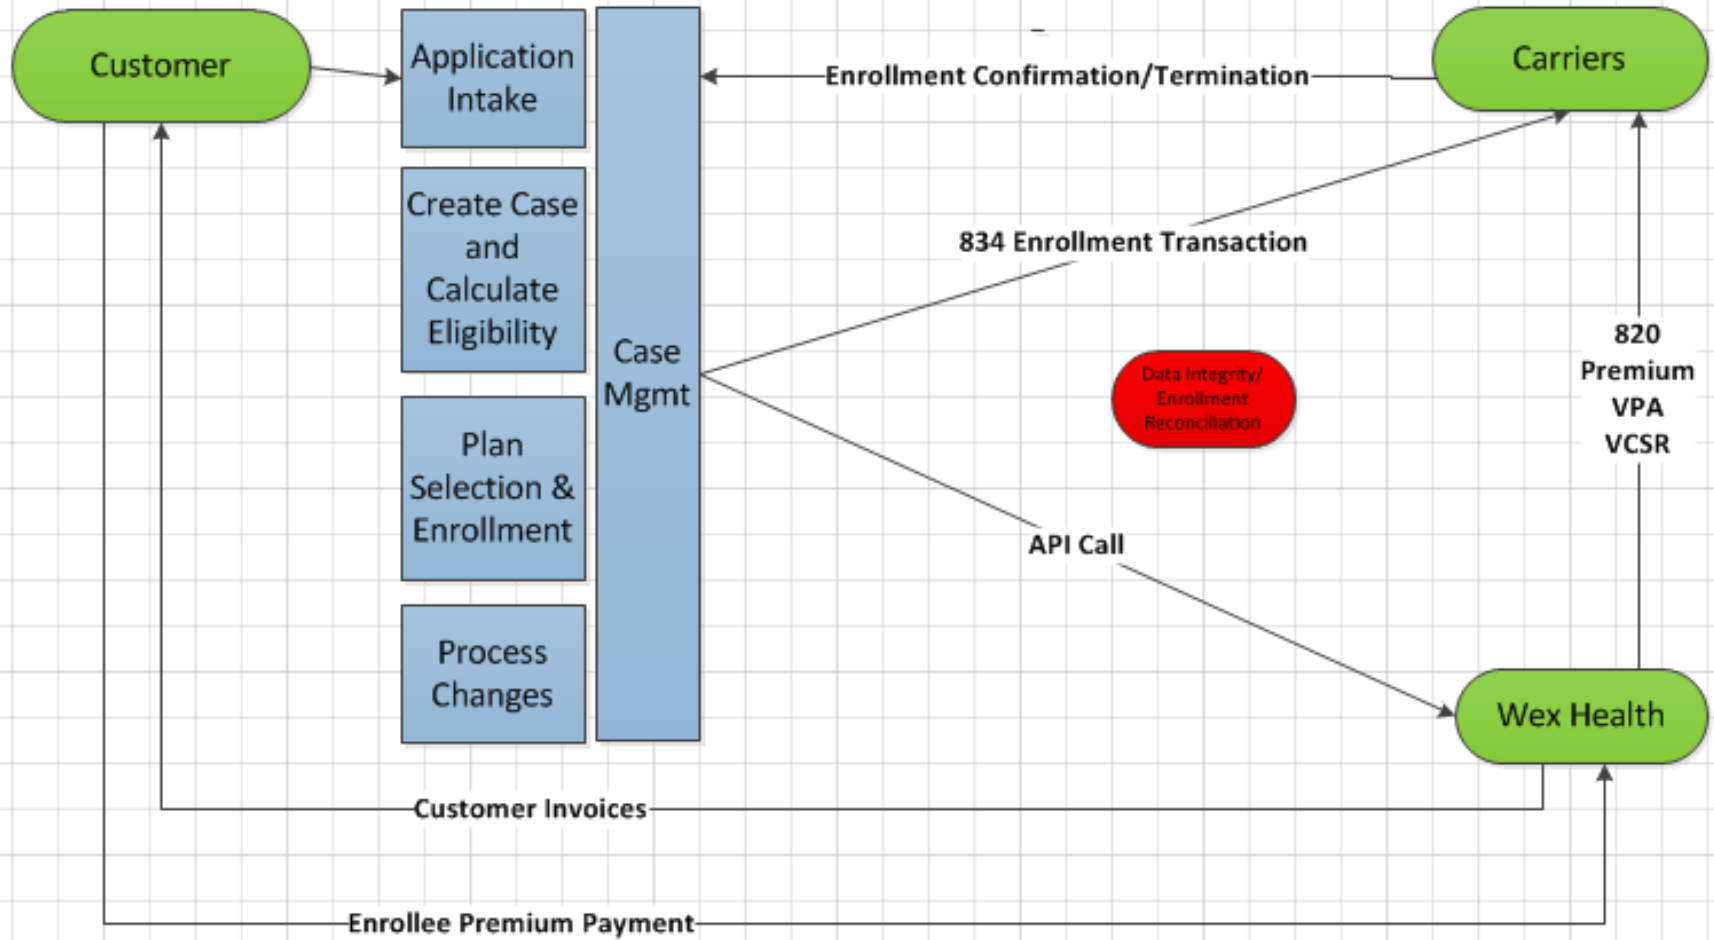 Customer
Application
Intake
Create Case
and
Calculate
Eligibility
Plan
Selection &
Enrollment
Process
Changes
Case
Mgmt
Enrollment Confirmation/Termination
Carriers
834 Enrollment Transaction
Data Integrity/
Enrollment
Reconciliation
820
Premium
VPA
VCSR
API Call
Wex Health
Customer Invoices
Enrollee Premium Payment